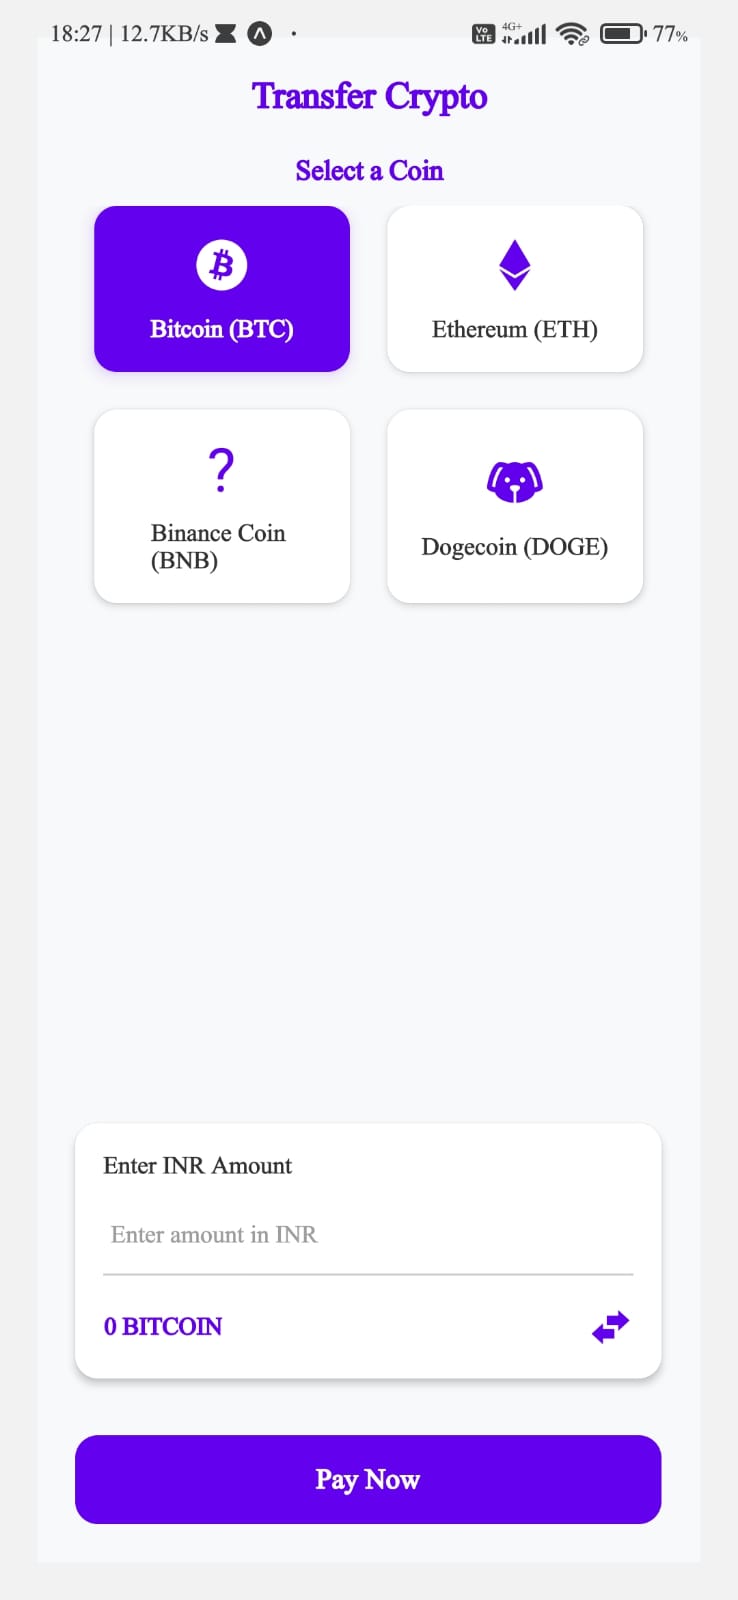 18:27 | 12.7KB/s
Vo LTE 4G+ 77%
Transfer Crypto
Select a Coin
Bitcoin (BTC)
Ethereum (ETH)
?
Binance Coin
(BNB)
Dogecoin (DOGE)
Enter INR Amount
Enter amount in INR
0 BITCOIN
Pay Now